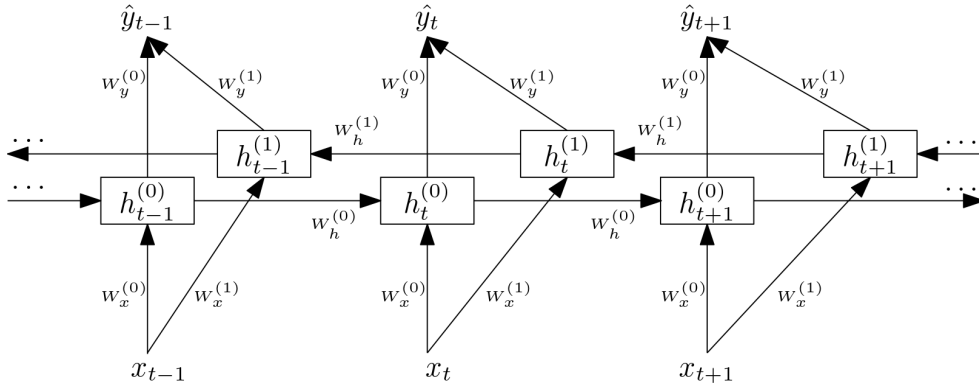 ŷ_{t−1} ŷ_t ŷ_{t+1}
W_y^{(0)} W_y^{(1)} W_y^{(0)} W_y^{(1)} W_y^{(0)} W_y^{(1)}
... W_h^{(1)} W_h^{(1)} ...
h_{t−1}^{(1)} h_t^{(1)} h_{t+1}^{(1)}
... h_{t−1}^{(0)} h_t^{(0)} h_{t+1}^{(0)} ...
W_h^{(0)} W_h^{(0)}
W_x^{(0)} W_x^{(1)} W_x^{(0)} W_x^{(1)} W_x^{(0)} W_x^{(1)}
x_{t−1} x_t x_{t+1}